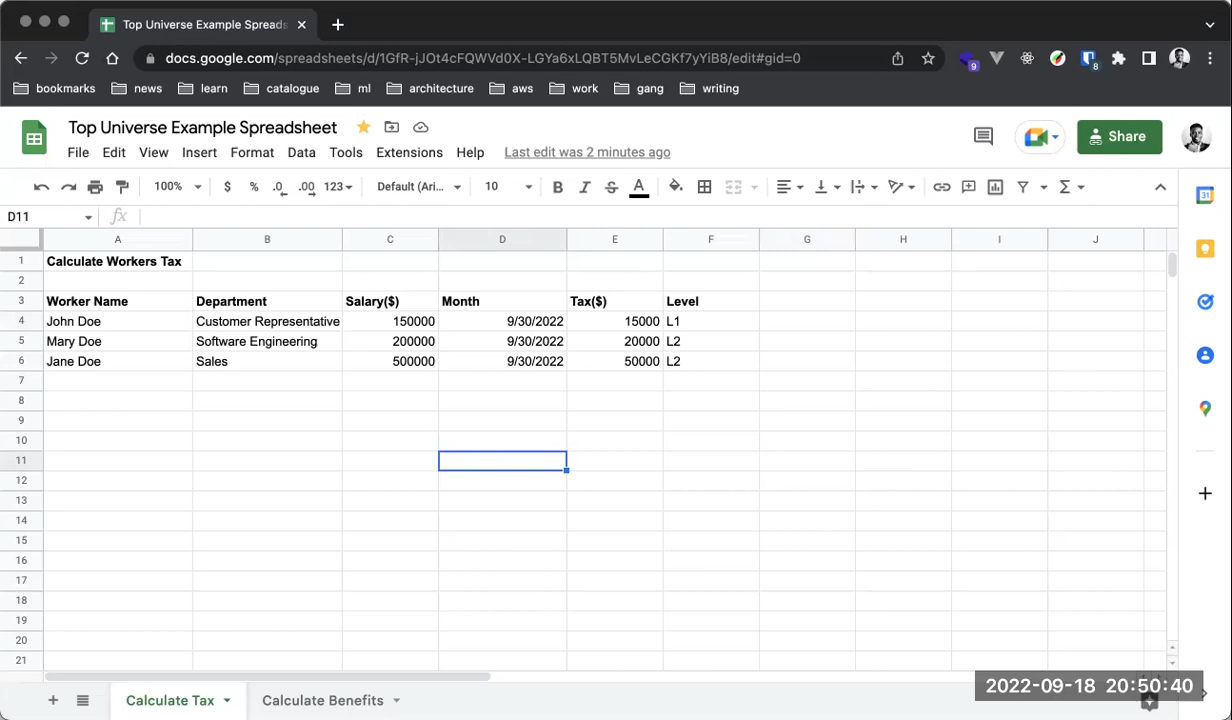 Top Universe Example Spreads
docs.google.com/spreadsheets/d/1GfR-jJOt4cFQWVd0X-LGYa6xLQBT5MvLeCGKf7yYiB8/edit#gid=0
9
8
bookmarks news learn catalogue ml architecture aws work gang writing
Top Universe Example Spreadsheet
Share
File Edit View Insert Format Data Tools Extensions Help Last edit was 2 minutes ago
100% $ % .0 .00 123 Default (Ari... 10 B I S A Σ
31
D11 fx
A B C D E F G H I J
1 Calculate Workers Tax
2
3 Worker Name Department Salary($) Month Tax($) Level
4 John Doe Customer Representative 150000 9/30/2022 15000 L1
5 Mary Doe Software Engineering 200000 9/30/2022 20000 L2
6 Jane Doe Sales 500000 9/30/2022 50000 L2
7
8
9
10
11
12
13
14
15
16
17
18
19
20
21
2022-09-18 20:50:40
Calculate Tax Calculate Benefits